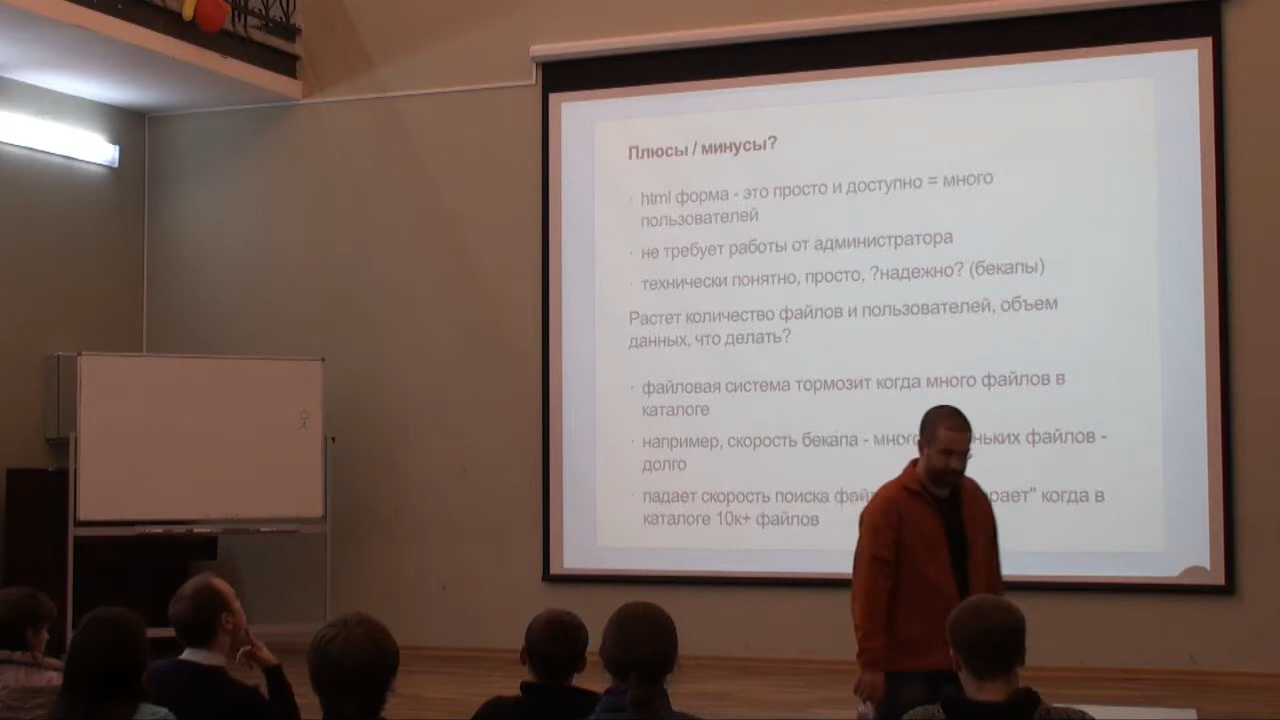 Плюсы / минусы?
· html форма - это просто и доступно = много
пользователей
· не требует работы от администратора
· технически понятно, просто, ?надежно? (бекапы)
Растет количество файлов и пользователей, объем
данных, что делать?
· файловая система тормозит когда много файлов в
каталоге
· например, скорость бекапа - файлов -
долго
· падает скорость поиска когда в
каталоге 10к+ файлов